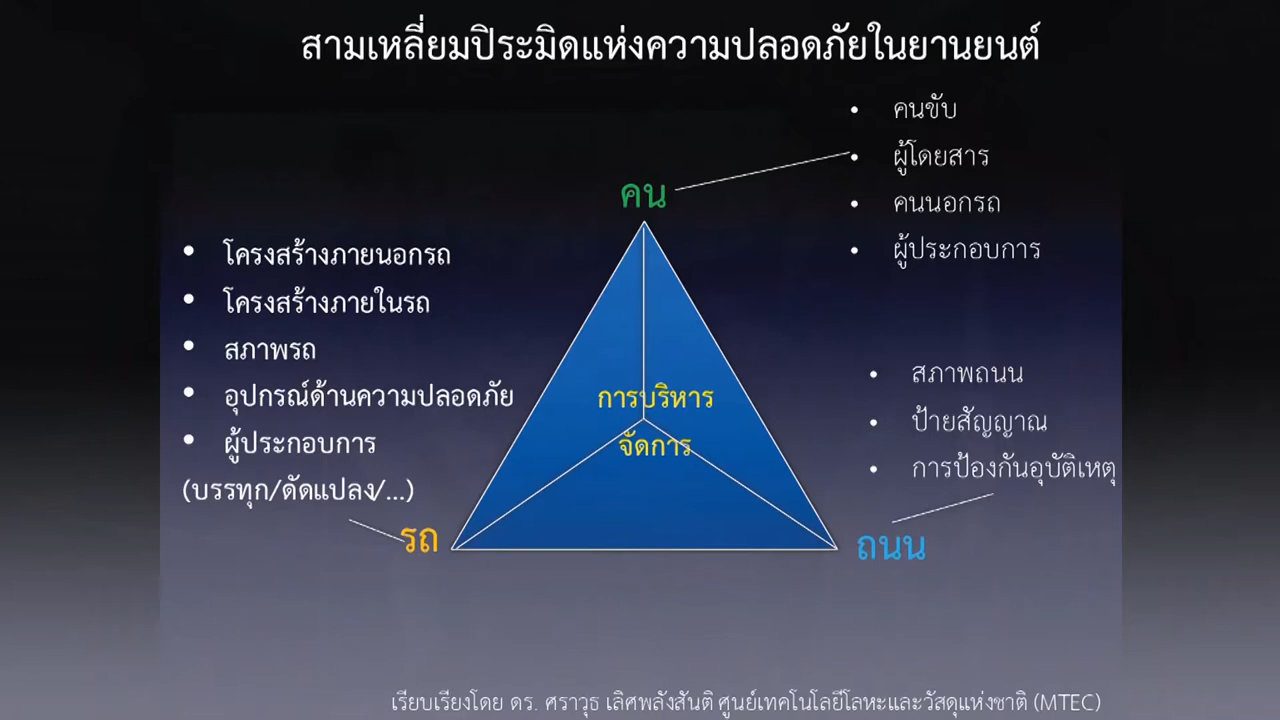 สามเหลี่ยมปิระมิดแห่งความปลอดภัยในยานยนต์
• คนขับ
• ผู้โดยสาร
• คนนอกรถ
• ผู้ประกอบการ
คน
• โครงสร้างภายนอกรถ
• โครงสร้างภายในรถ
• สภาพรถ
• อุปกรณ์ด้านความปลอดภัย
• ผู้ประกอบการ
(บรรทุก/ดัดแปลง/...)
รถ
การบริหาร
จัดการ
• สภาพถนน
• ป้ายสัญญาณ
• การป้องกันอุบัติเหตุ
ถนน
เรียบเรียงโดย ดร. ศราวุธ เลิศพลังสันติ ศูนย์เทคโนโลยีโลหะและวัสดุแห่งชาติ (MTEC)